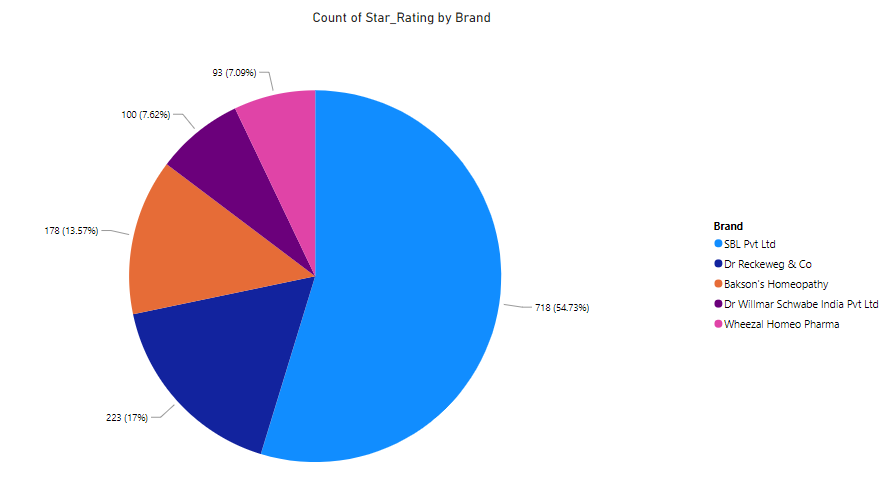 Count of Star_Rating by Brand
93 (7.09%)
100 (7.62%)
178 (13.57%)
223 (17%)
718 (54.73%)
Brand
SBL Pvt Ltd
Dr Reckeweg & Co
Bakson's Homeopathy
Dr Willmar Schwabe India Pvt Ltd
Wheezal Homeo Pharma